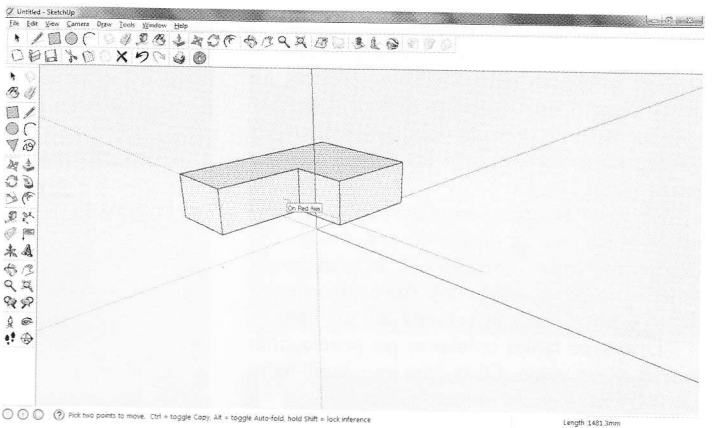 Untitled - SketchUp
File Edit View Camera Draw Tools Window Help
On Red Axis
Pick two points to move. Ctrl = toggle Copy, Alt = toggle Auto-fold, hold Shift = lock inference
Length 1481.3mm